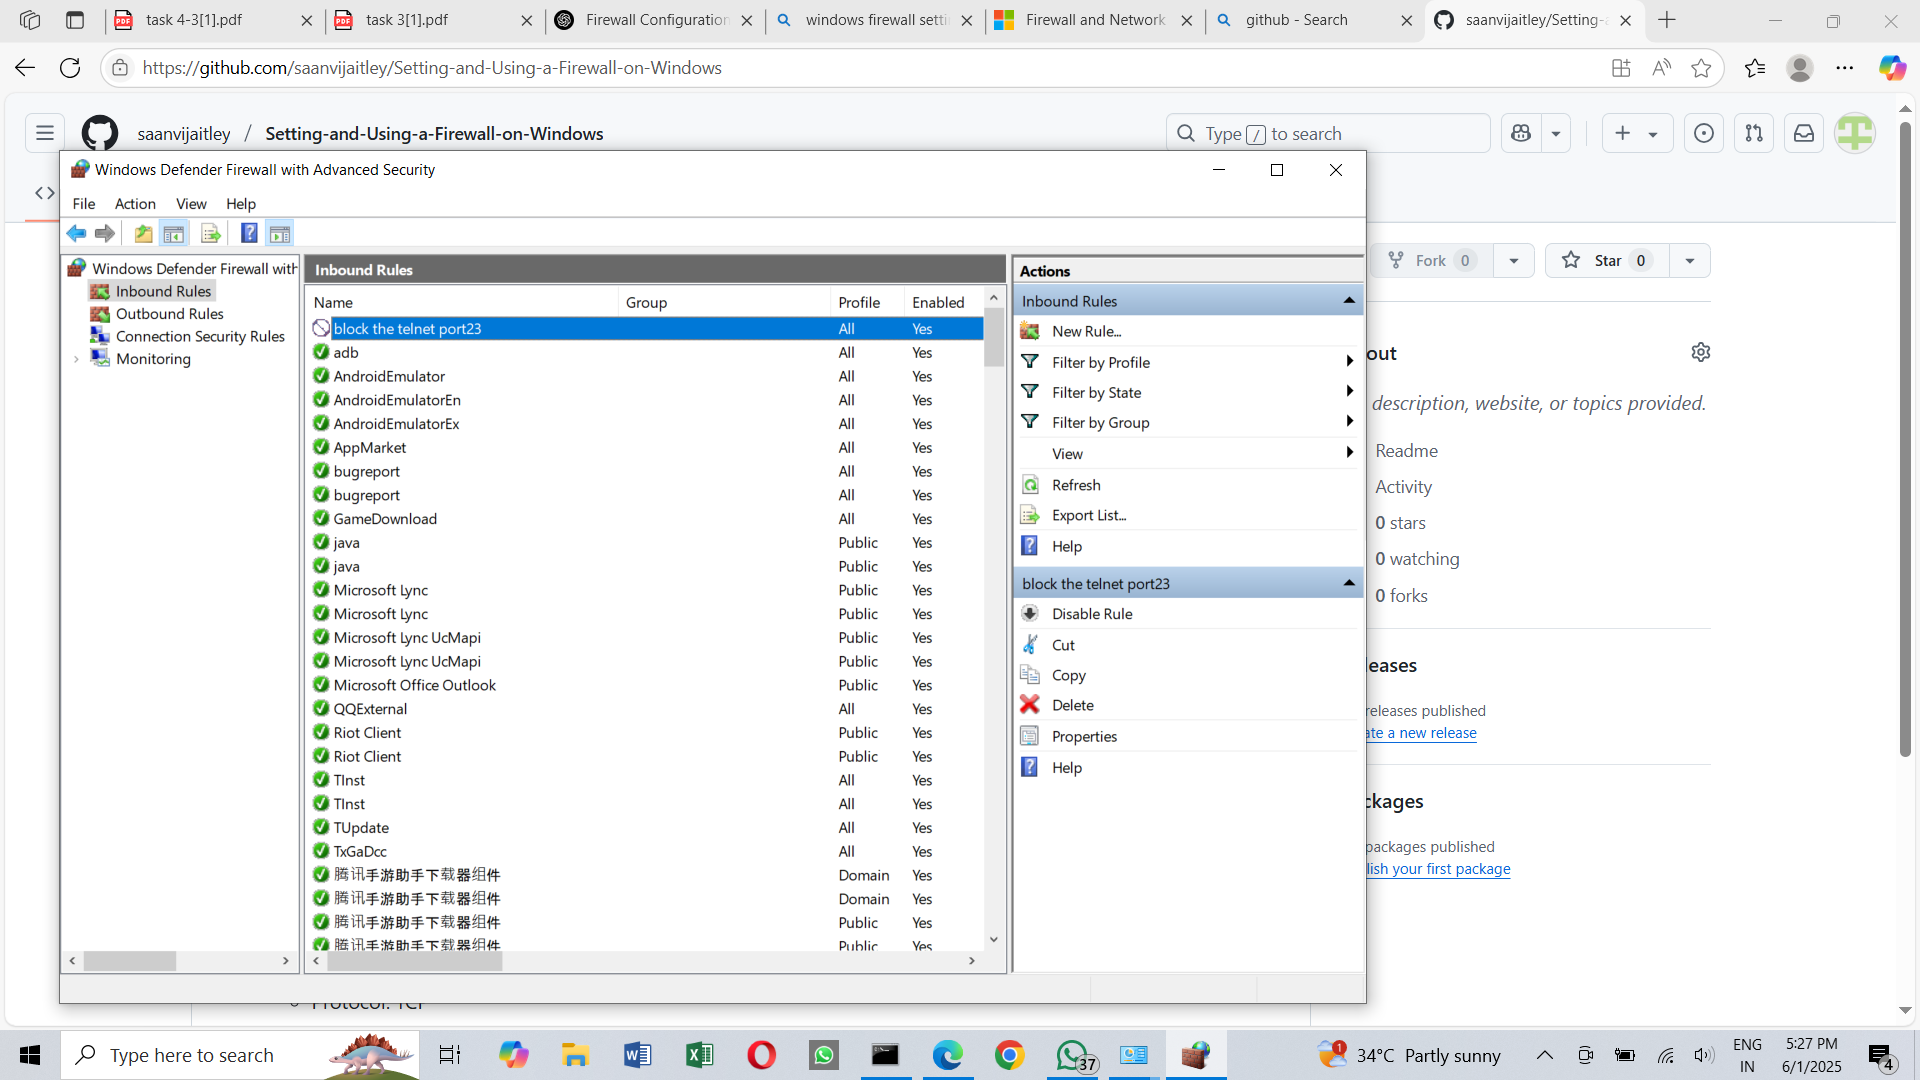 task 4-3[1].pdf
task 3[1].pdf
Firewall Configuration
windows firewall setti
Firewall and Network
github - Search
saanvijaitley/Setting-a
https://github.com/saanvijaitley/Setting-and-Using-a-Firewall-on-Windows
saanvijaitley / Setting-and-Using-a-Firewall-on-Windows
Type / to search
Windows Defender Firewall with Advanced Security
File Action View Help
Windows Defender Firewall with
Inbound Rules
Outbound Rules
Connection Security Rules
Monitoring
Inbound Rules
Name Group Profile Enabled
block the telnet port23 All Yes
adb All Yes
AndroidEmulator All Yes
AndroidEmulatorEn All Yes
AndroidEmulatorEx All Yes
AppMarket All Yes
bugreport All Yes
bugreport All Yes
GameDownload All Yes
java Public Yes
java Public Yes
Microsoft Lync Public Yes
Microsoft Lync Public Yes
Microsoft Lync UcMapi Public Yes
Microsoft Lync UcMapi Public Yes
Microsoft Office Outlook Public Yes
QQExternal All Yes
Riot Client Public Yes
Riot Client Public Yes
TInst All Yes
TInst All Yes
TUpdate All Yes
TxGaDcc All Yes
腾讯手游助手下载器组件 Domain Yes
腾讯手游助手下载器组件 Domain Yes
腾讯手游助手下载器组件 Public Yes
腾讯手游助手下载器组件 Public Yes
Actions
Inbound Rules
New Rule...
Filter by Profile
Filter by State
Filter by Group
View
Refresh
Export List...
Help
block the telnet port23
Disable Rule
Cut
Copy
Delete
Properties
Help
Fork 0
Star 0
out
description, website, or topics provided.
Readme
Activity
0 stars
0 watching
0 forks
eases
releases published
ate a new release
ckages
packages published
lish your first package
Protocol: TCP
Type here to search
37
1
34°C Partly sunny
ENG
IN
5:27 PM
6/1/2025
4